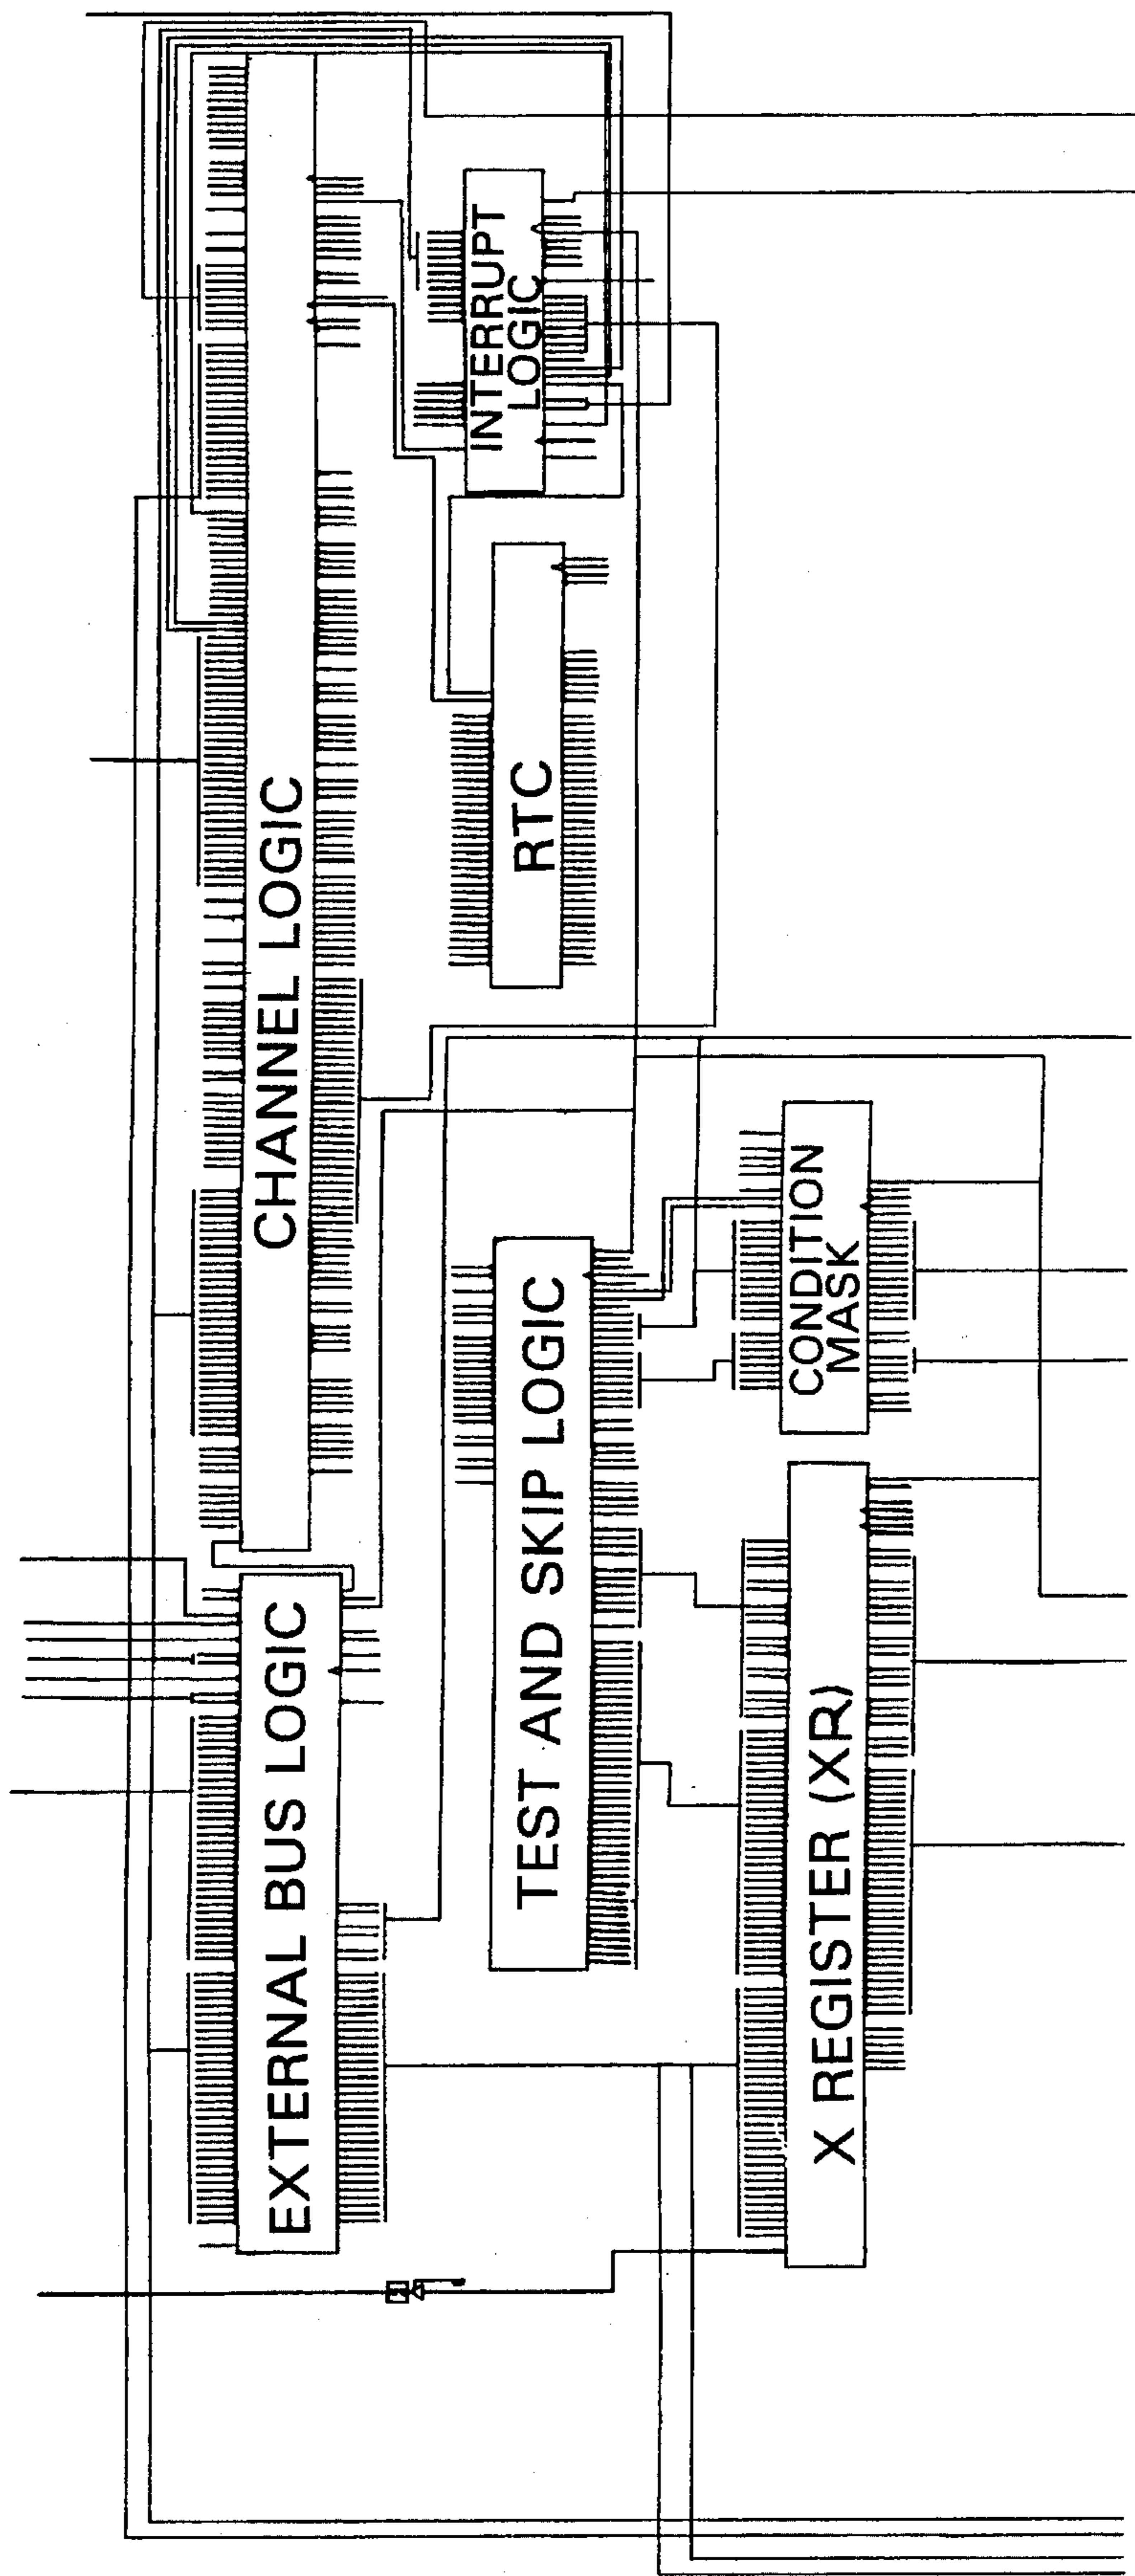 CHANNEL LOGIC
INTERRUPT
LOGIC
RTC
EXTERNAL BUS LOGIC
TEST AND SKIP LOGIC
CONDITION
MASK
X REGISTER (XR)